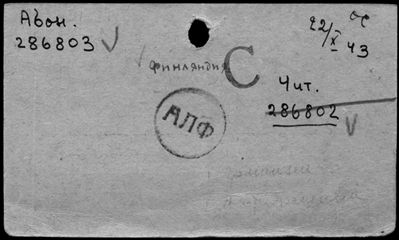 Абон.
286803
22/X 43
Финляндия
С
Чит.
286802
АЛФ